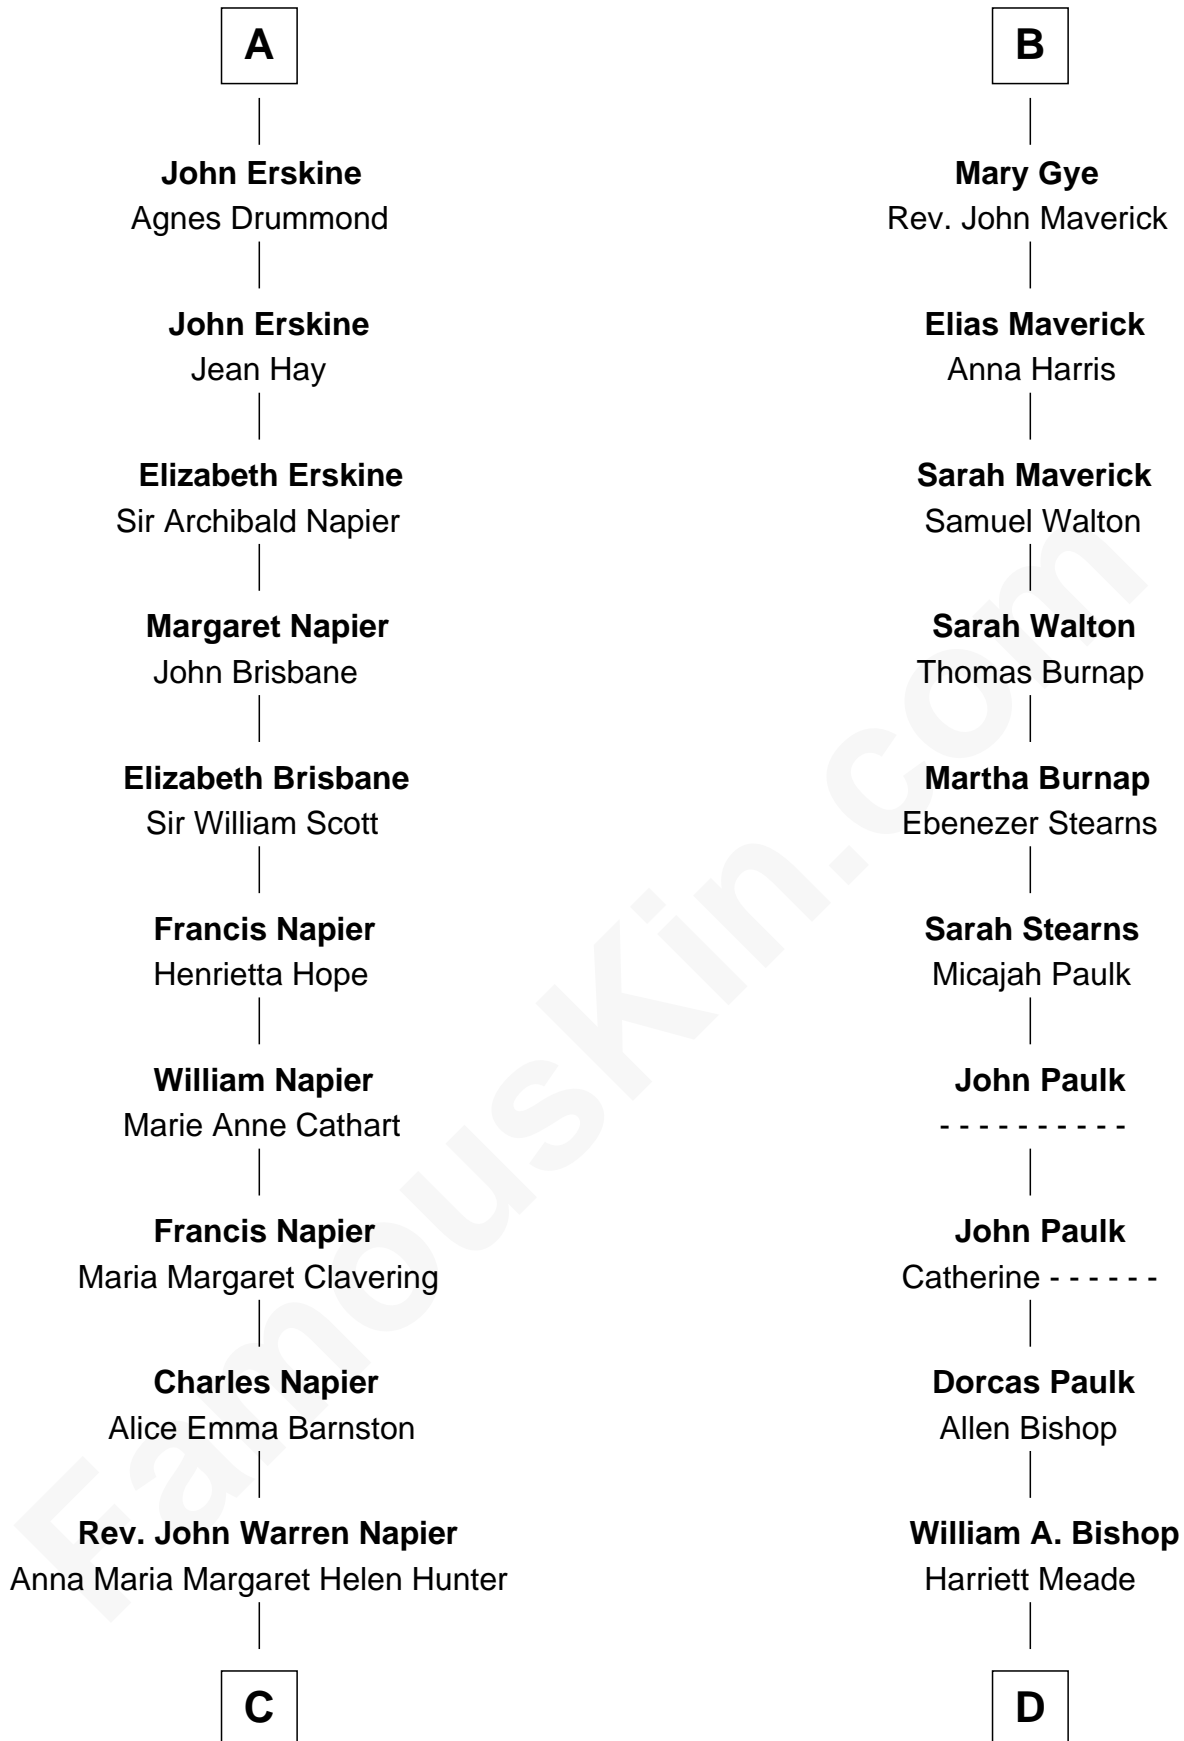 A
John Erskine
Agnes Drummond
John Erskine
Jean Hay
Elizabeth Erskine
Sir Archibald Napier
Margaret Napier
John Brisbane
Elizabeth Brisbane
Sir William Scott
Francis Napier
Henrietta Hope
William Napier
Marie Anne Cathart
Francis Napier
Maria Margaret Clavering
Charles Napier
Alice Emma Barnston
Rev. John Warren Napier
Anna Maria Margaret Helen Hunter
C
B
Mary Gye
Rev. John Maverick
Elias Maverick
Anna Harris
Sarah Maverick
Samuel Walton
Sarah Walton
Thomas Burnap
Martha Burnap
Ebenezer Stearns
Sarah Stearns
Micajah Paulk
John Paulk
- - - - - - - - - -
John Paulk
Catherine - - - - - -
Dorcas Paulk
Allen Bishop
William A. Bishop
Harriett Meade
D
FamousKin.com